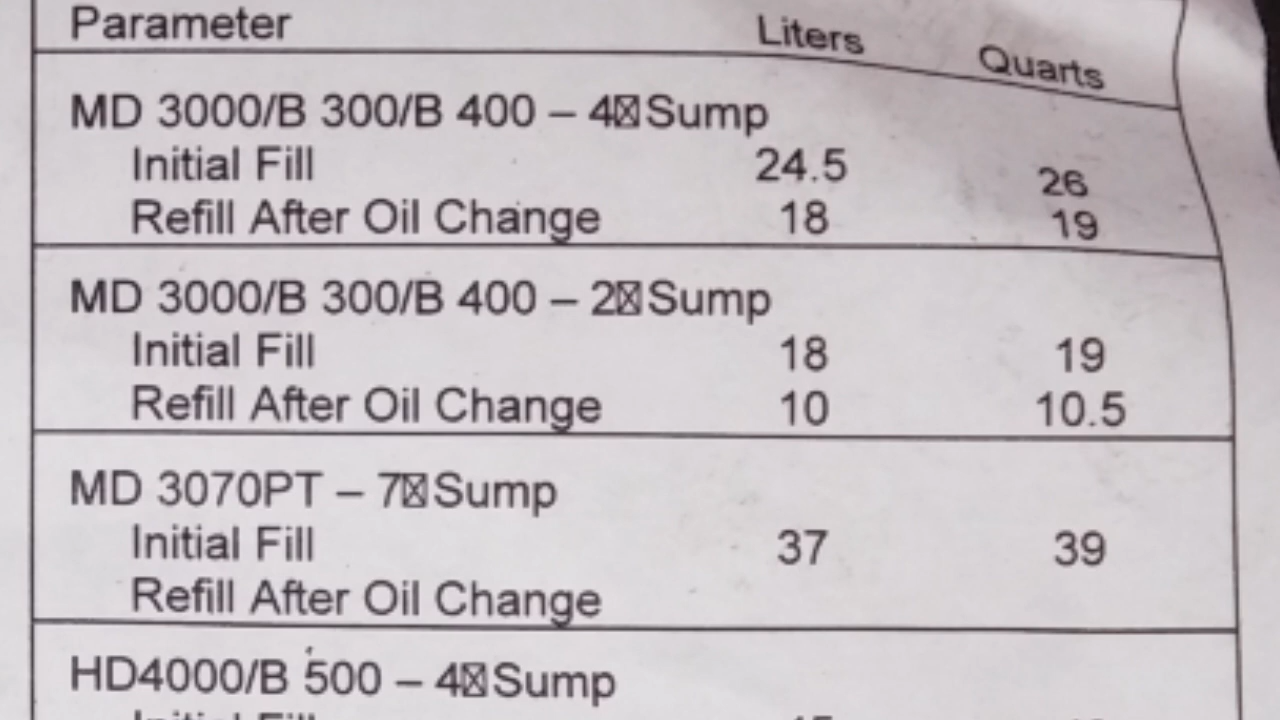 Parameter Liters Quarts
MD 3000/B 300/B 400 – 4☒Sump
Initial Fill 24.5 26
Refill After Oil Change 18 19
MD 3000/B 300/B 400 – 2☒Sump
Initial Fill 18 19
Refill After Oil Change 10 10.5
MD 3070PT – 7☒Sump
Initial Fill 37 39
Refill After Oil Change
HD4000/B 500 – 4☒Sump
Initial Fill